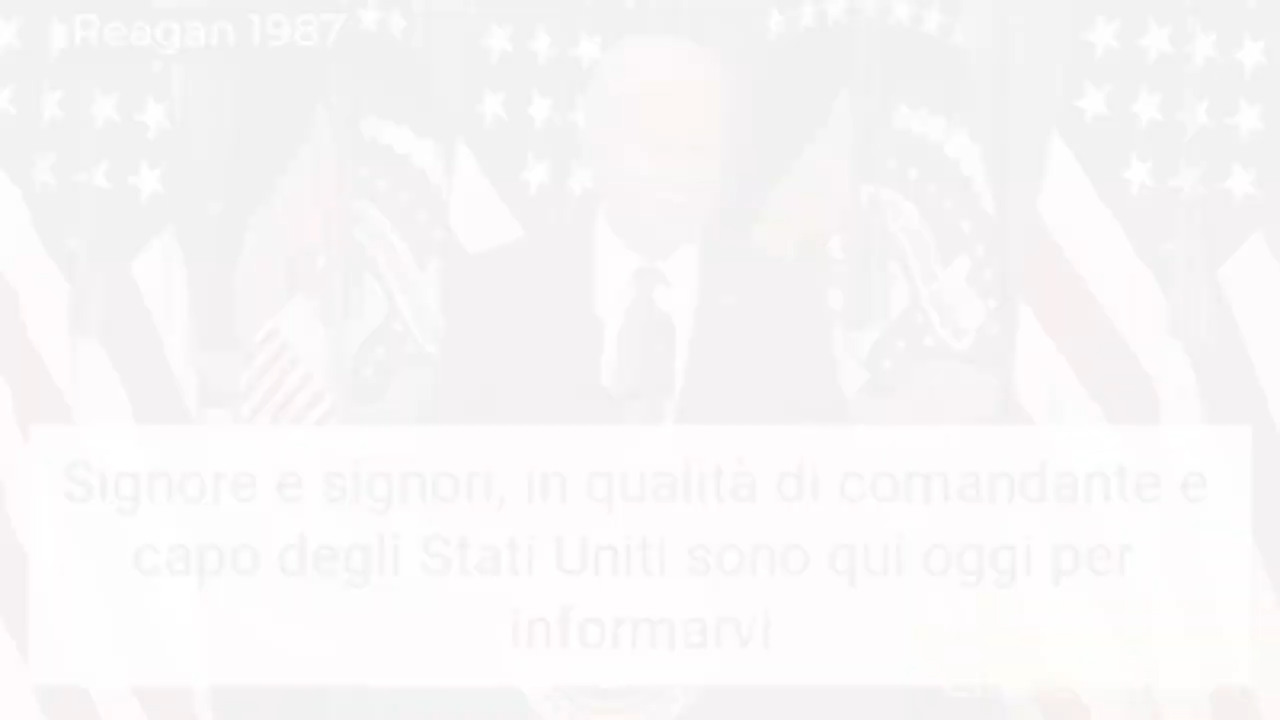 Reagan 1987
Signore e signori, in qualità di comandante e
capo degli Stati Uniti sono qui oggi per
informarvi